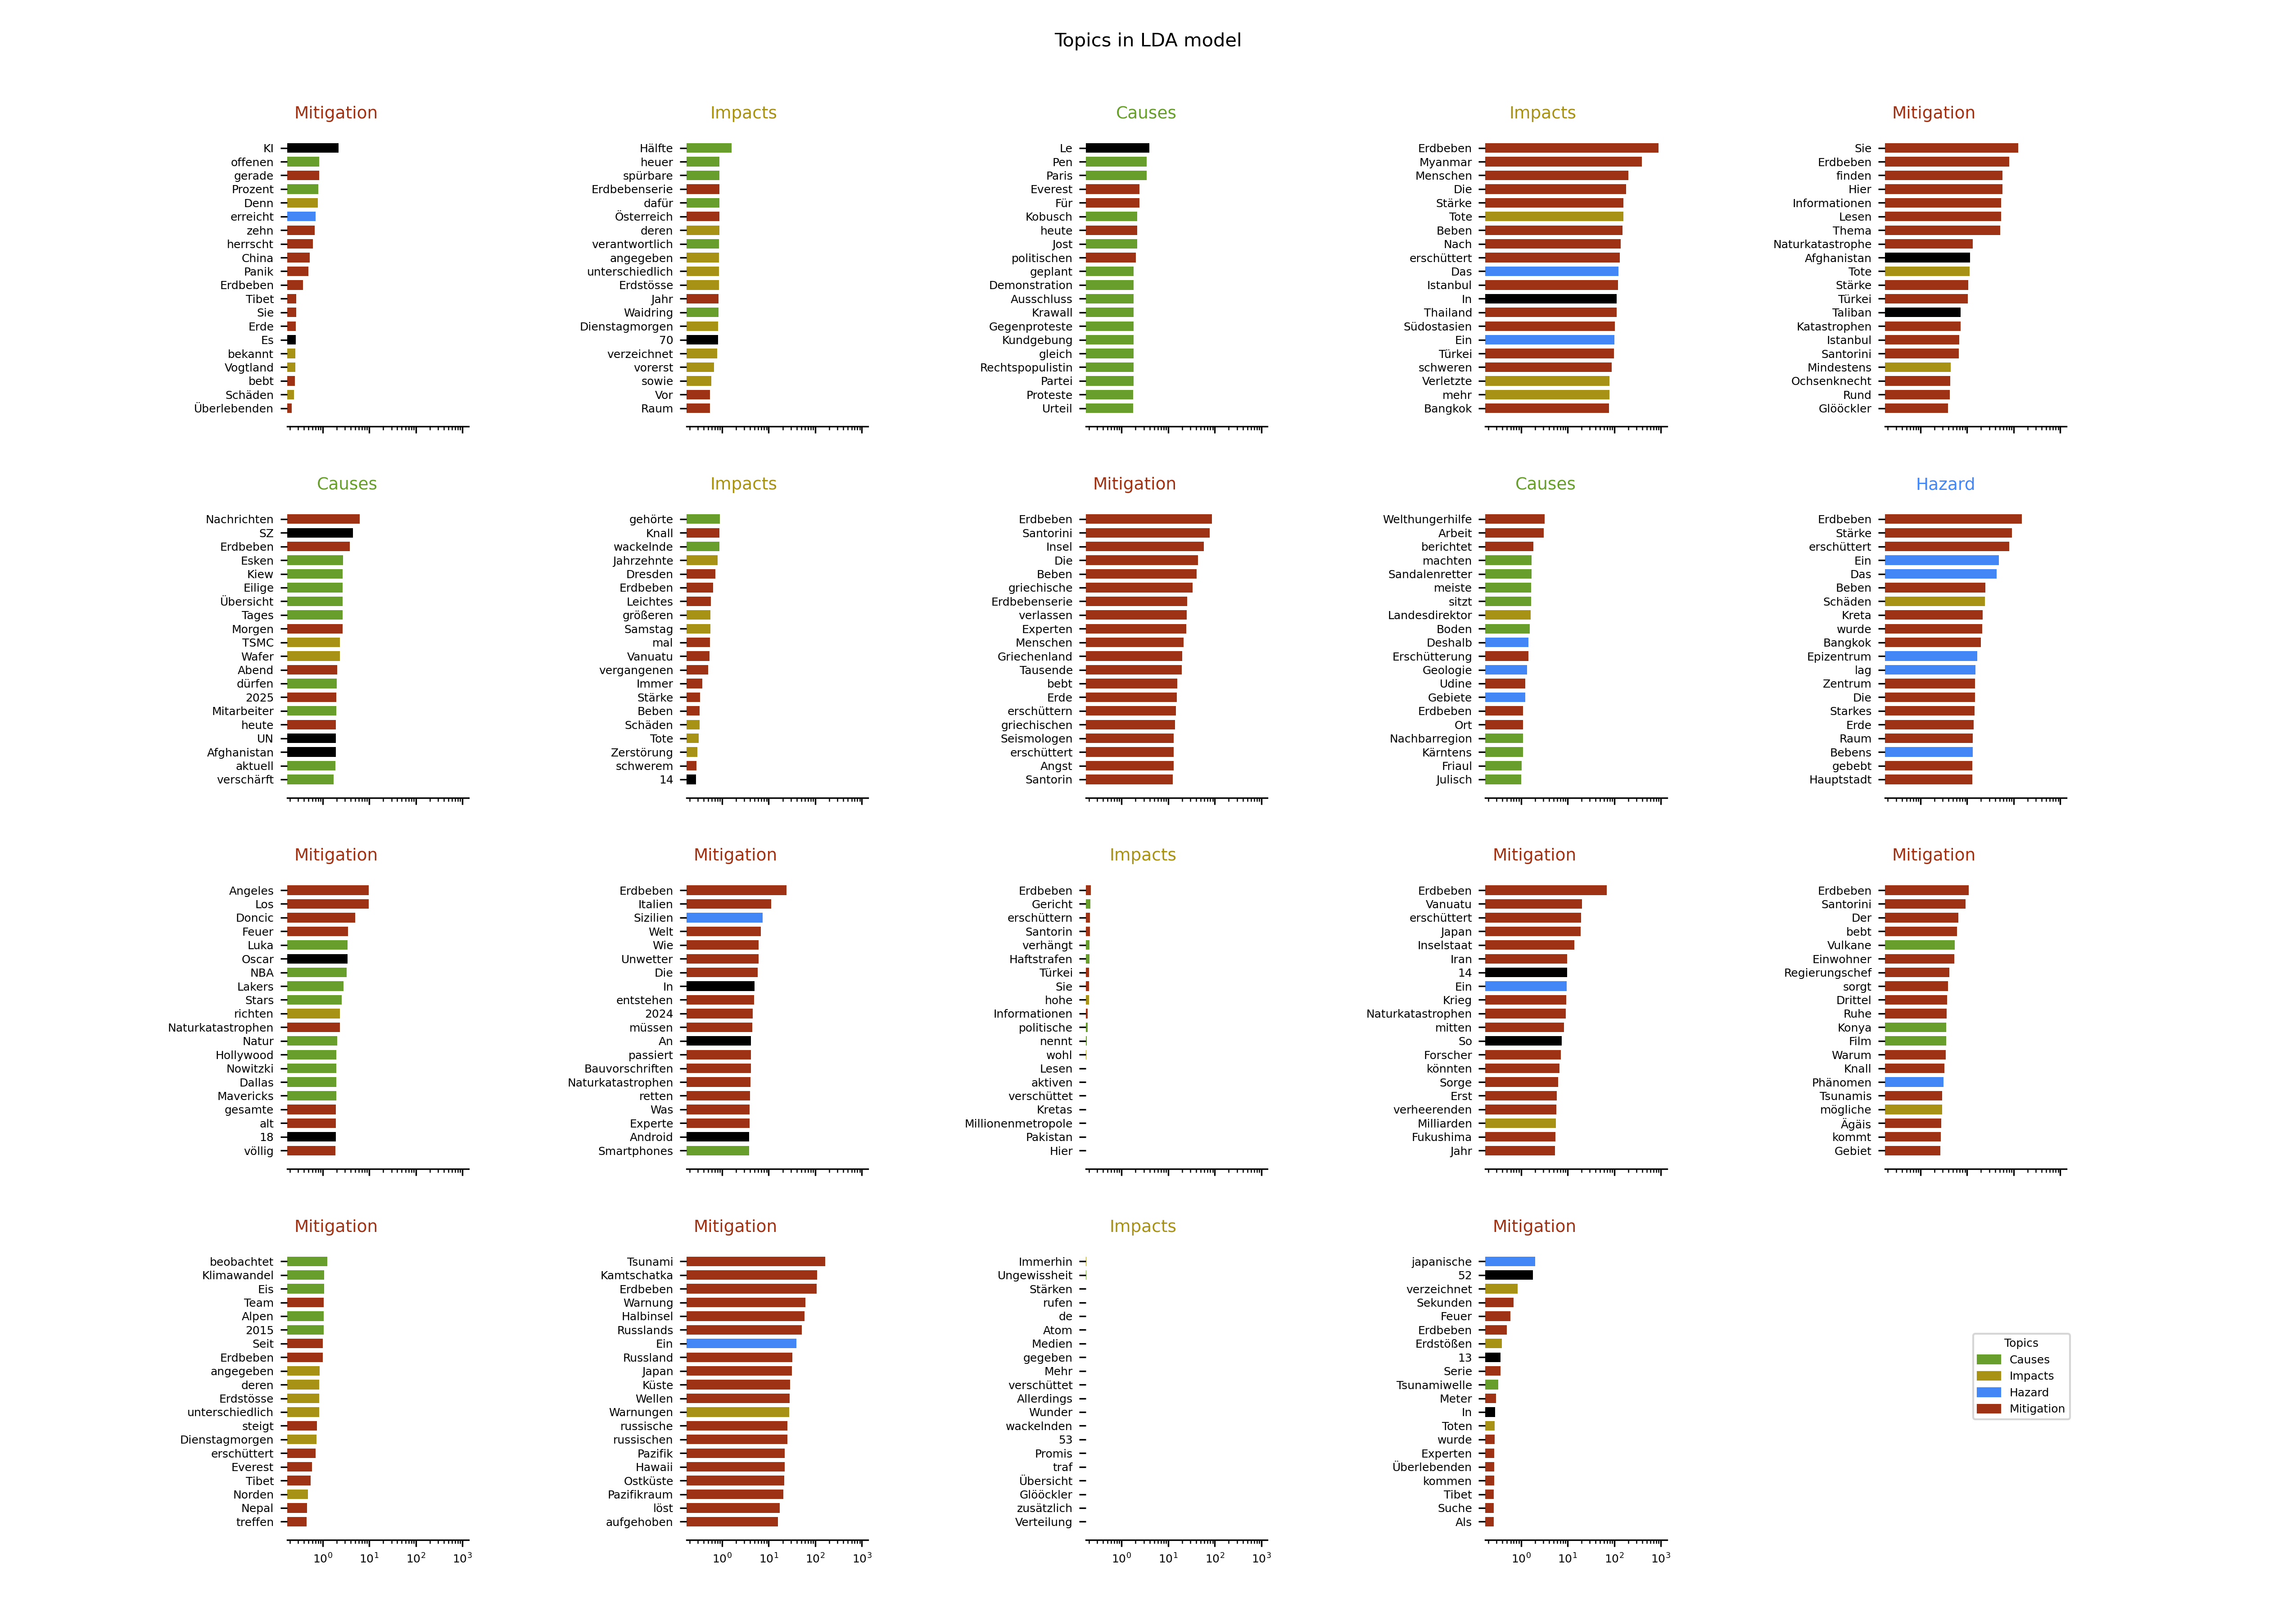 Topics in LDA model
Mitigation
KI
offenen
gerade
Prozent
Denn
erreicht
zehn
herrscht
China
Panik
Erdbeben
Tibet
Sie
Erde
Es
bekannt
Vogtland
bebt
Schäden
Überlebenden
Impacts
Hälfte
heuer
spürbare
Erdbebenserie
dafür
Österreich
deren
verantwortlich
angegeben
unterschiedlich
Erdstösse
Jahr
Waidring
Dienstagmorgen
70
verzeichnet
vorerst
sowie
Vor
Raum
Causes
Le
Pen
Paris
Everest
Für
Kobusch
heute
Jost
politischen
geplant
Demonstration
Ausschluss
Krawall
Gegenproteste
Kundgebung
gleich
Rechtspopulistin
Partei
Proteste
Urteil
Impacts
Erdbeben
Myanmar
Menschen
Die
Stärke
Tote
Beben
Nach
erschüttert
Das
Istanbul
In
Thailand
Südostasien
Ein
Türkei
schweren
Verletzte
mehr
Bangkok
Mitigation
Sie
Erdbeben
finden
Hier
Informationen
Lesen
Thema
Naturkatastrophe
Afghanistan
Tote
Stärke
Türkei
Taliban
Katastrophen
Istanbul
Santorini
Mindestens
Ochsenknecht
Rund
Glööckler
Causes
Nachrichten
SZ
Erdbeben
Esken
Kiew
Eilige
Übersicht
Tages
Morgen
TSMC
Wafer
Abend
dürfen
2025
Mitarbeiter
heute
UN
Afghanistan
aktuell
verschärft
Impacts
gehörte
Knall
wackelnde
Jahrzehnte
Dresden
Erdbeben
Leichtes
größeren
Samstag
mal
Vanuatu
vergangenen
Immer
Stärke
Beben
Schäden
Tote
Zerstörung
schwerem
14
Mitigation
Erdbeben
Santorini
Insel
Die
Beben
griechische
Erdbebenserie
verlassen
Experten
Menschen
Griechenland
Tausende
bebt
Erde
erschüttern
griechischen
Seismologen
erschüttert
Angst
Santorin
Causes
Welthungerhilfe
Arbeit
berichtet
machten
Sandalenretter
meiste
sitzt
Landesdirektor
Boden
Deshalb
Erschütterung
Geologie
Udine
Gebiete
Erdbeben
Ort
Nachbarregion
Kärntens
Friaul
Julisch
Hazard
Erdbeben
Stärke
erschüttert
Ein
Das
Beben
Schäden
Kreta
wurde
Bangkok
Epizentrum
lag
Zentrum
Die
Starkes
Erde
Raum
Bebens
gebebt
Hauptstadt
Mitigation
Angeles
Los
Doncic
Feuer
Luka
Oscar
NBA
Lakers
Stars
richten
Naturkatastrophen
Natur
Hollywood
Nowitzki
Dallas
Mavericks
gesamte
alt
18
völlig
Mitigation
Erdbeben
Italien
Sizilien
Welt
Wie
Unwetter
Die
In
entstehen
2024
müssen
An
passiert
Bauvorschriften
Naturkatastrophen
retten
Was
Experte
Android
Smartphones
Impacts
Erdbeben
Gericht
erschüttern
Santorin
verhängt
Haftstrafen
Türkei
Sie
hohe
Informationen
politische
nennt
wohl
Lesen
aktiven
verschüttet
Kretas
Millionenmetropole
Pakistan
Hier
Mitigation
Erdbeben
Vanuatu
erschüttert
Japan
Inselstaat
Iran
14
Ein
Krieg
Naturkatastrophen
mitten
So
Forscher
könnten
Sorge
Erst
verheerenden
Milliarden
Fukushima
Jahr
Mitigation
Erdbeben
Santorini
Der
bebt
Vulkane
Einwohner
Regierungschef
sorgt
Drittel
Ruhe
Konya
Film
Warum
Knall
Phänomen
Tsunamis
mögliche
Ägäis
kommt
Gebiet
Mitigation
beobachtet
Klimawandel
Eis
Team
Alpen
2015
Seit
Erdbeben
angegeben
deren
Erdstösse
unterschiedlich
steigt
Dienstagmorgen
erschüttert
Everest
Tibet
Norden
Nepal
treffen
10⁰ 10¹ 10² 10³
Mitigation
Tsunami
Kamtschatka
Erdbeben
Warnung
Halbinsel
Russlands
Ein
Russland
Japan
Küste
Wellen
Warnungen
russische
russischen
Pazifik
Hawaii
Ostküste
Pazifikraum
löst
aufgehoben
10⁰ 10¹ 10² 10³
Impacts
Immerhin
Ungewissheit
Stärken
rufen
de
Atom
Medien
gegeben
Mehr
verschüttet
Allerdings
Wunder
wackelnden
53
Promis
traf
Übersicht
Glööckler
zusätzlich
Verteilung
10⁰ 10¹ 10² 10³
Mitigation
japanische
52
verzeichnet
Sekunden
Feuer
Erdbeben
Erdstößen
13
Serie
Tsunamiwelle
Meter
In
Toten
wurde
Experten
Überlebenden
kommen
Tibet
Suche
Als
10⁰ 10¹ 10² 10³
Topics
Causes
Impacts
Hazard
Mitigation